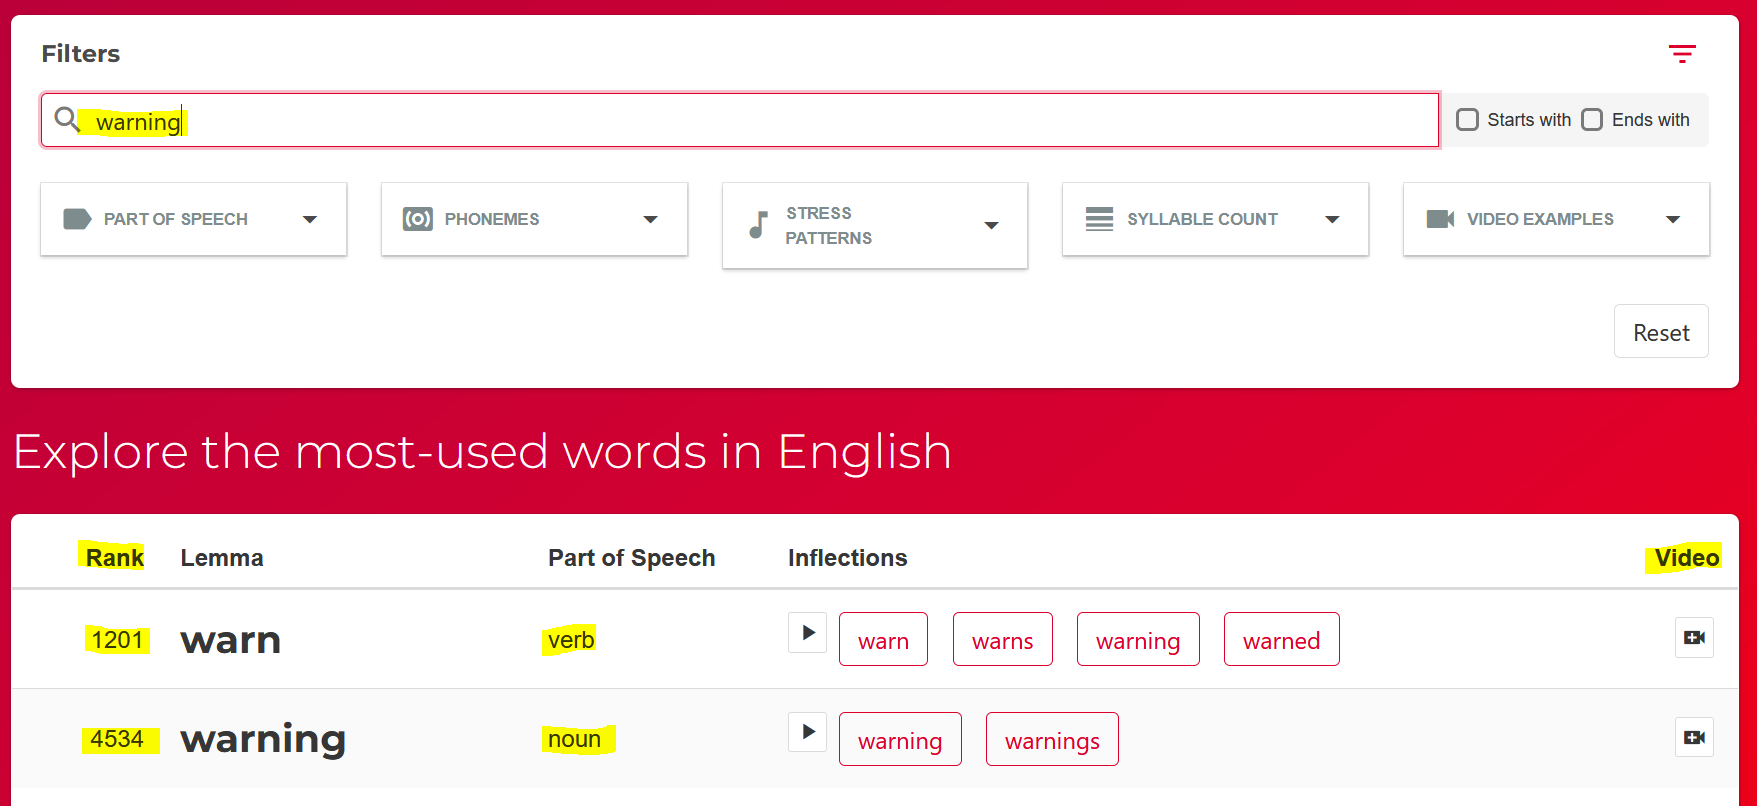 Filters
warning
Starts with Ends with
PART OF SPEECH
PHONEMES
STRESS
PATTERNS
SYLLABLE COUNT
VIDEO EXAMPLES
Reset
Explore the most-used words in English
Rank Lemma Part of Speech Inflections Video
1201 warn verb warn warns warning warned
4534 warning noun warning warnings